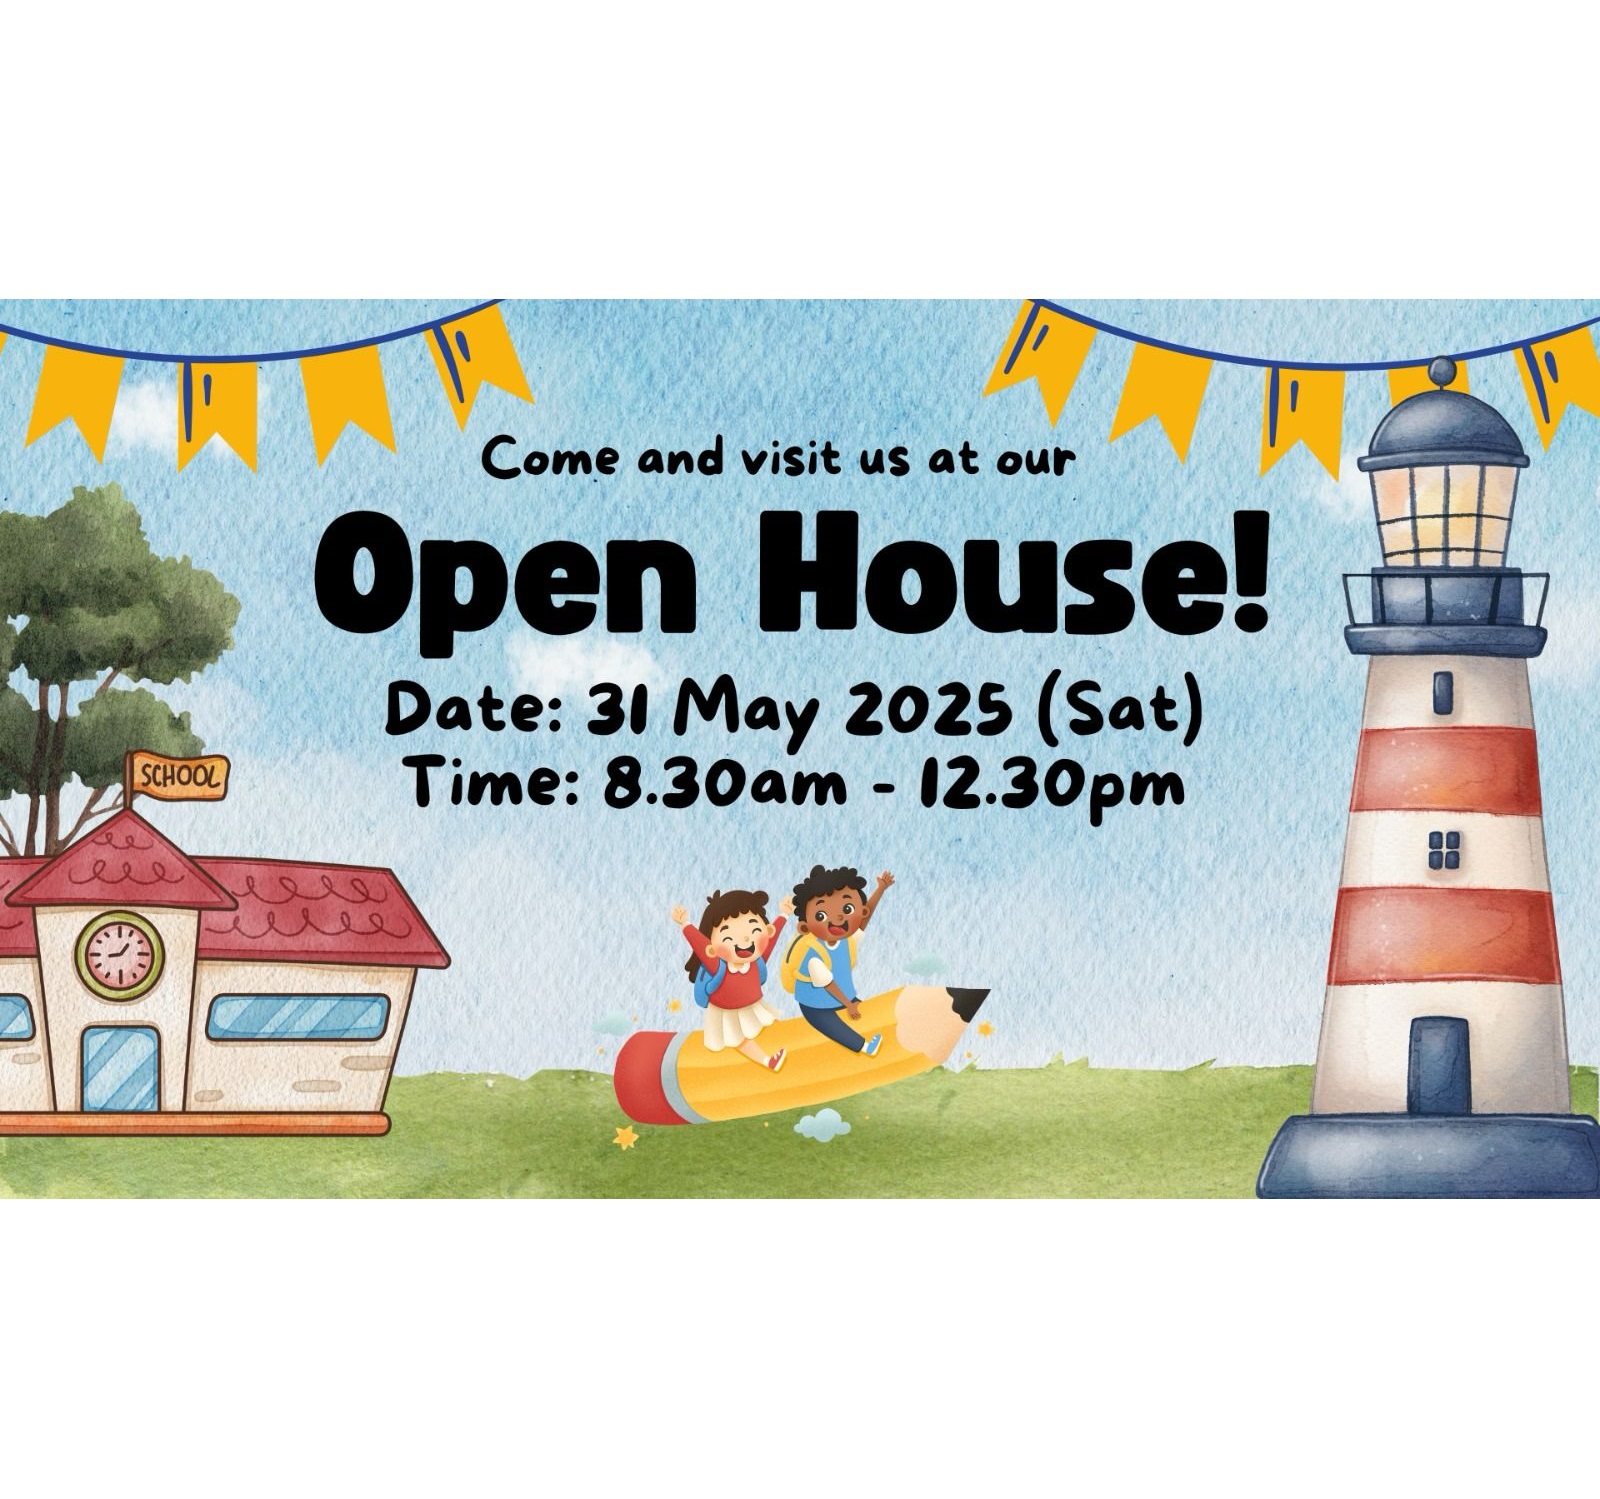 Come and visit us at our
Open House!
Date: 31 May 2025 (Sat)
Time: 8.30am - 12.30pm
SCHOOL